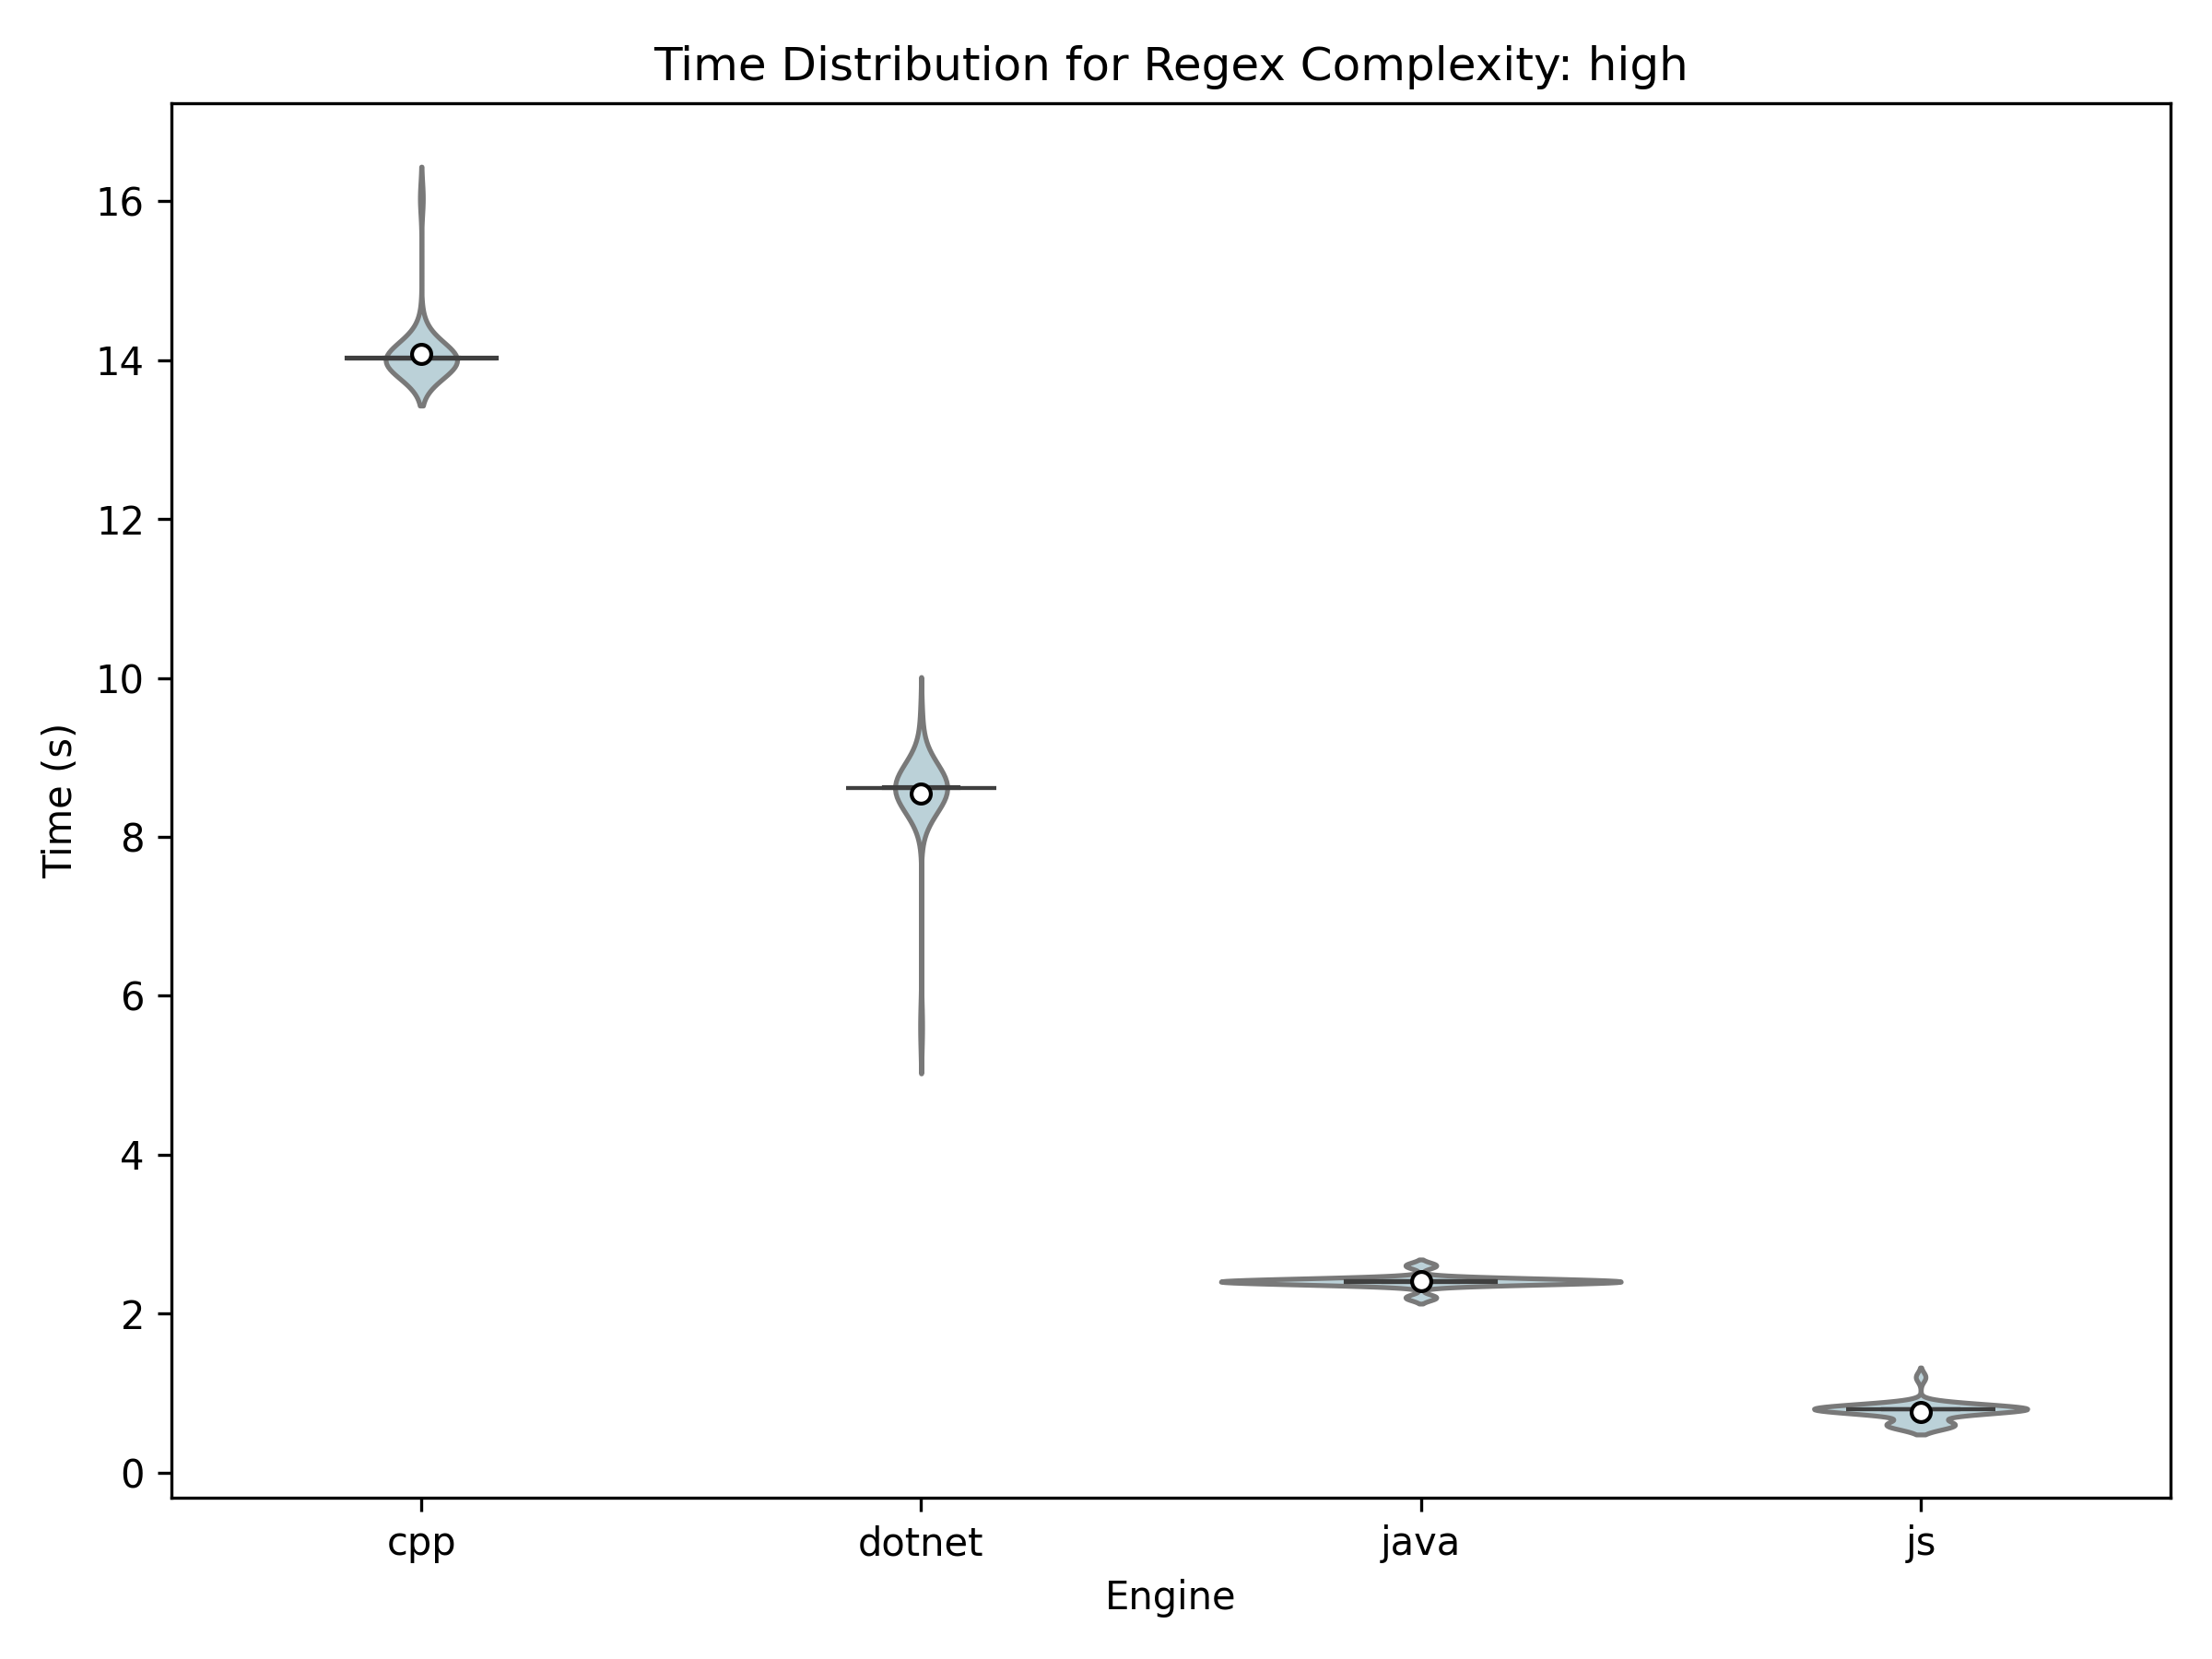 Time Distribution for Regex Complexity: high
Time (s)
16
14
12
10
8
6
4
2
0
cpp dotnet java js
Engine